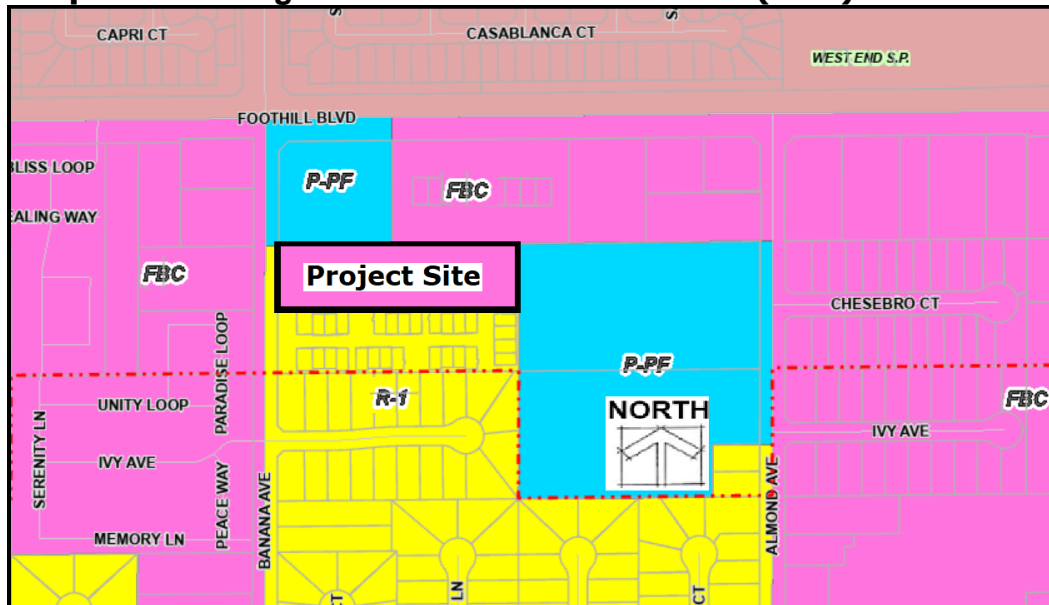 CAPRI CT
CASABLANCA CT
WEST END S.P.
FOOTHILL BLVD
BLISS LOOP
P-PF
FBC
EALING WAY
FBC
Project Site
CHESEBRO CT
PARADISE LOOP
P-PF
R-1
FBC
UNITY LOOP
NORTH
SERENITY LN
IVY AVE
IVY AVE
PEACE WAY
BANANA AVE
ALMOND AVE
MEMORY LN
CT
LN
CT